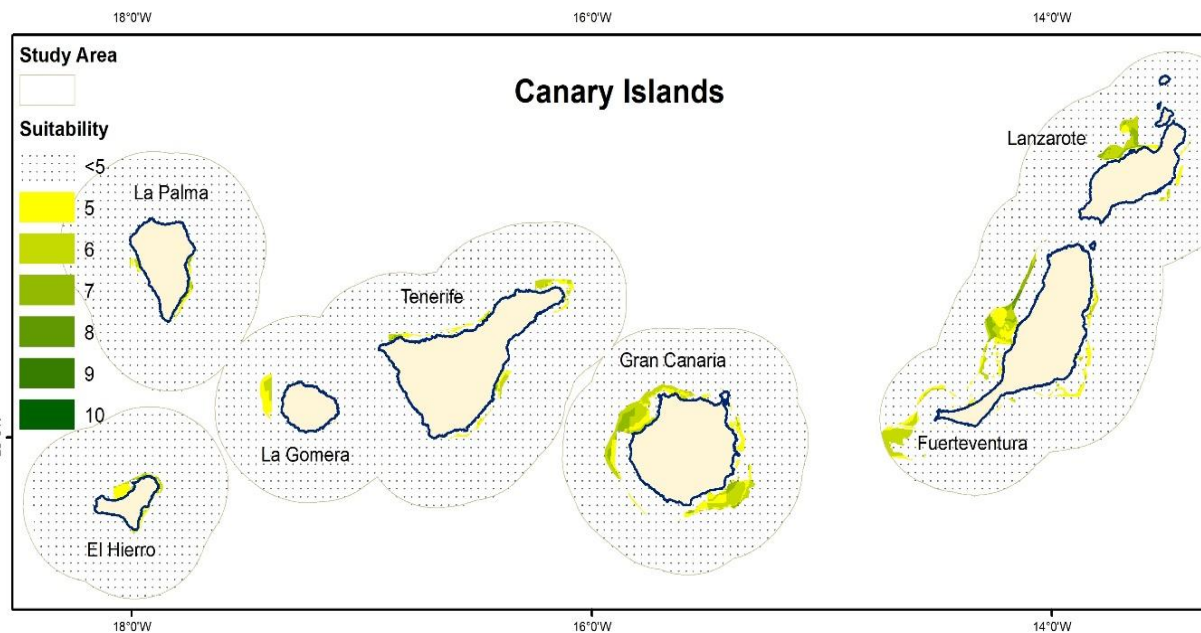 18°0'W 16°0'W 14°0'W
Study Area
Canary Islands
Suitability
<5
5
6
7
8
9
10
La Palma
Lanzarote
Tenerife
Gran Canaria
La Gomera
Fuerteventura
El Hierro
18°0'W 16°0'W 14°0'W